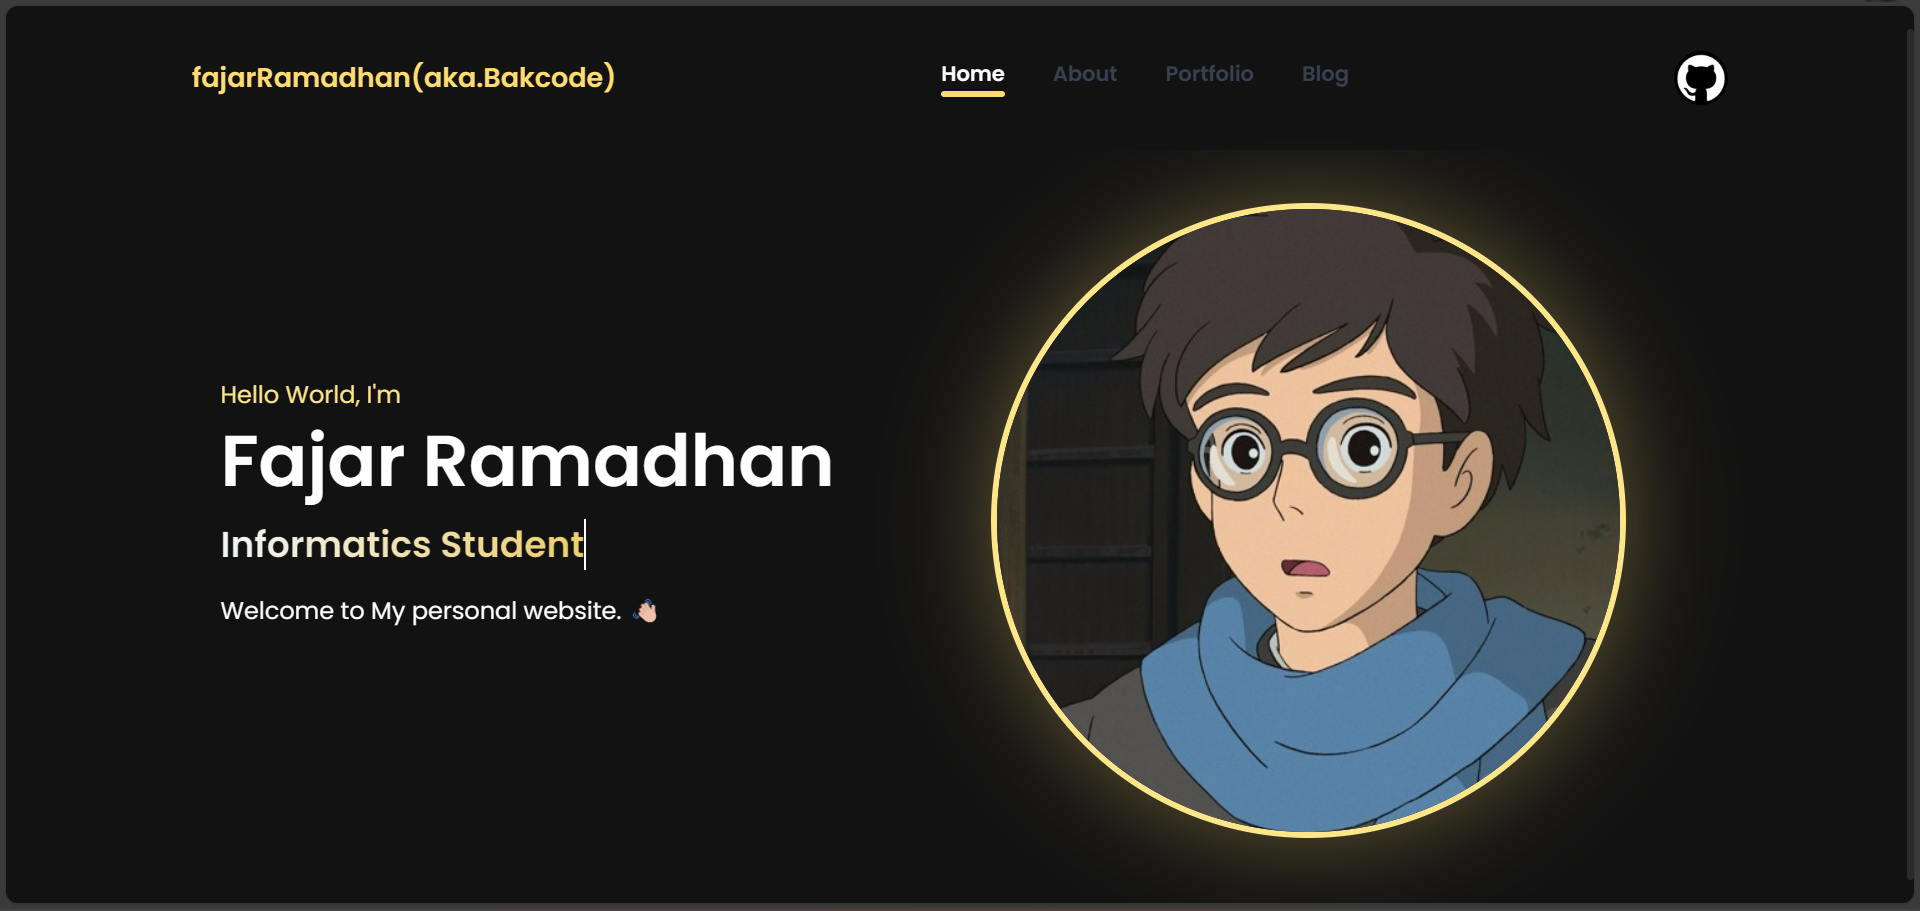 fajarRamadhan(aka.Bakcode)
Home About Portfolio Blog
Hello World, I'm
Fajar Ramadhan
Informatics Student
Welcome to My personal website. 👋🏻